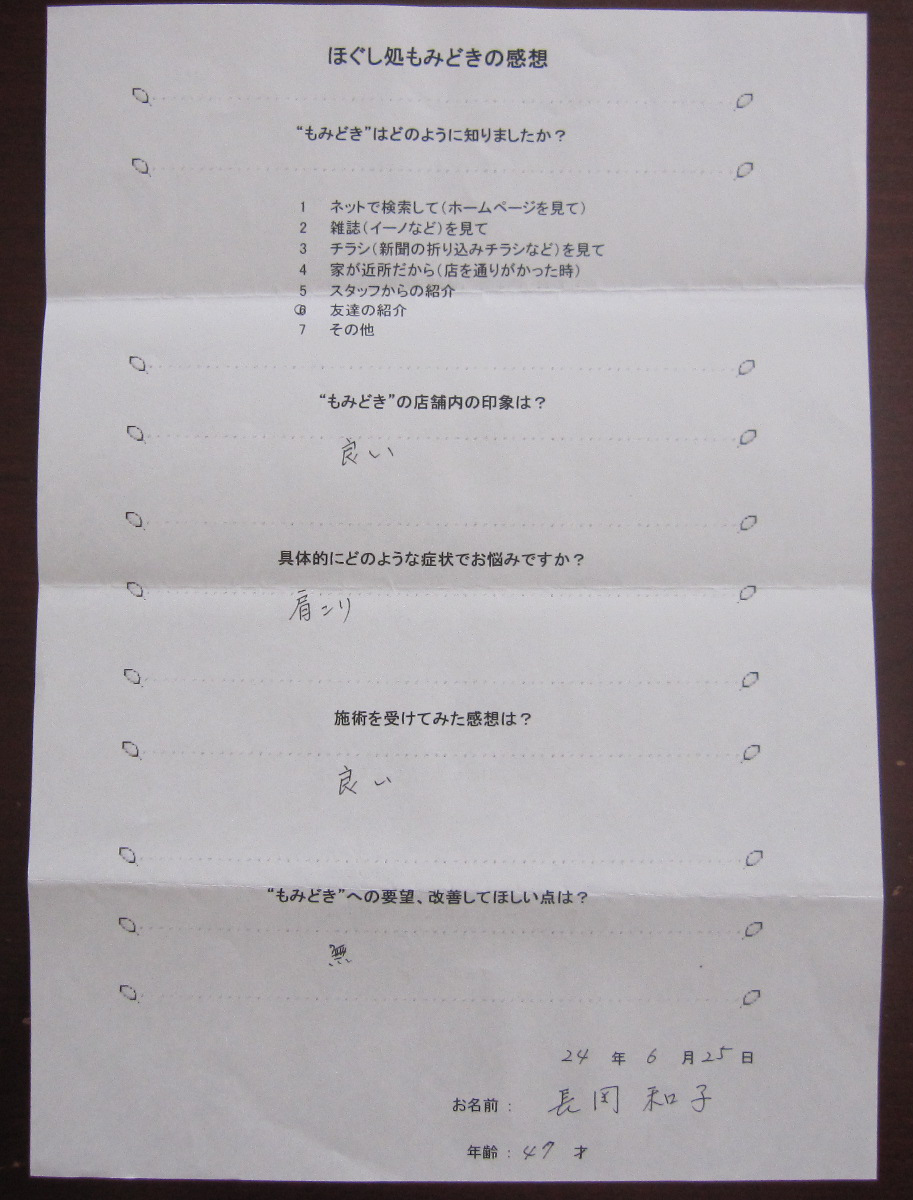 ほぐし処もみどきの感想
“もみどき”はどのように知りましたか？
1 ネットで検索して（ホームページを見て）
2 雑誌（イーノなど）を見て
3 チラシ（新聞の折り込みチラシなど）を見て
4 家が近所だから（店を通りがかった時）
5 スタッフからの紹介
6 友達の紹介
7 その他
“もみどき”の店舗内の印象は？
良い
具体的にどのような症状でお悩みですか？
肩こり
施術を受けてみた感想は？
良い
“もみどき”への要望、改善してほしい点は？
無
24 年 6 月 25 日
お名前： 長岡 和子
年齢：47 才